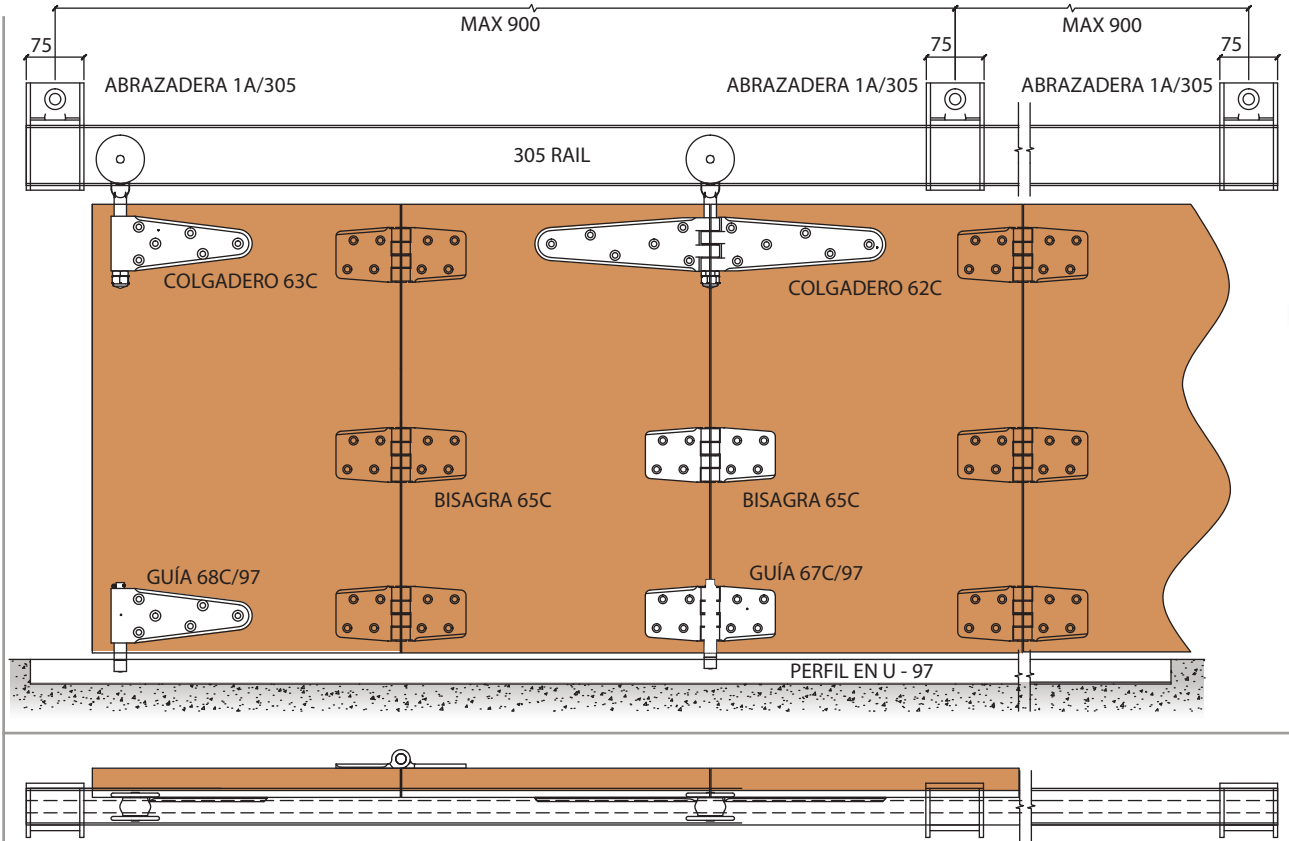 MAX 900
MAX 900
75
75
75
ABRAZADERA 1A/305
ABRAZADERA 1A/305
ABRAZADERA 1A/305
305 RAIL
COLGADERO 63C
COLGADERO 62C
BISAGRA 65C
BISAGRA 65C
GUÍA 68C/97
GUÍA 67C/97
PERFIL EN U - 97